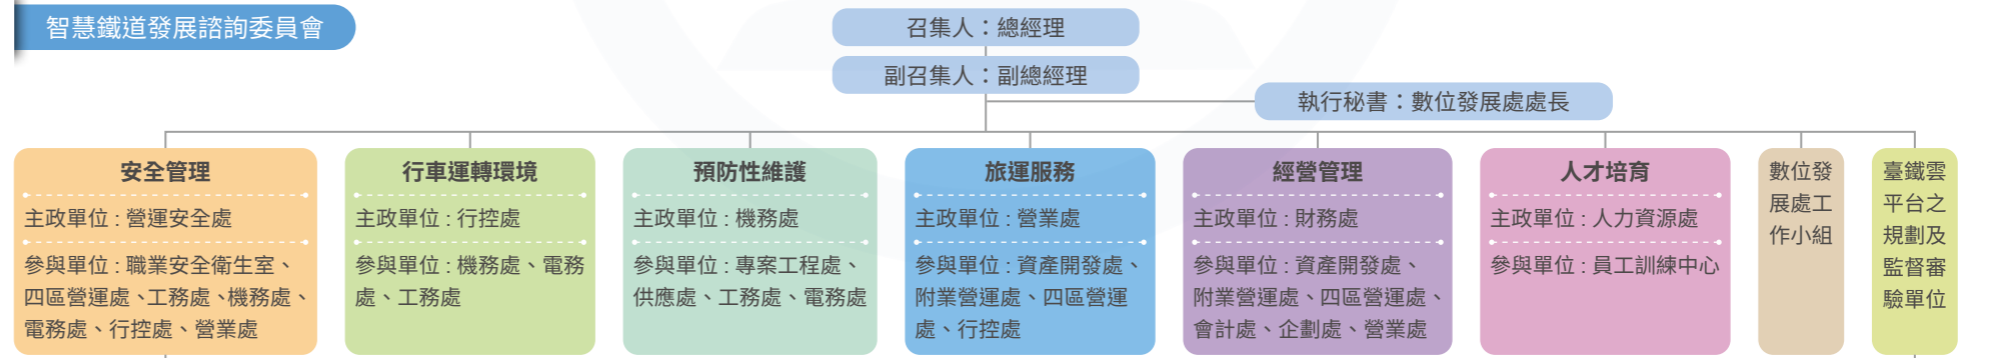 智慧鐵道發展諮詢委員會
召集人：總經理
副召集人：副總經理
執行秘書：數位發展處處長
安全管理
主政單位 : 營運安全處
參與單位 : 職業安全衛生室、
四區營運處、工務處、機務處、
電務處、行控處、營業處
行車運轉環境
主政單位 : 行控處
參與單位 : 機務處、電務
處、工務處
預防性維護
主政單位 : 機務處
參與單位 : 專案工程處、
供應處、工務處、電務處
旅運服務
主政單位 : 營業處
參與單位 : 資產開發處、
附業營運處、四區營運
處、行控處
經營管理
主政單位 : 財務處
參與單位 : 資產開發處、
附業營運處、四區營運處、
會計處、企劃處、營業處
人才培育
主政單位 : 人力資源處
參與單位 : 員工訓練中心
數位發
展處工
作小組
臺鐵雲
平台之
規劃及
監督審
驗單位